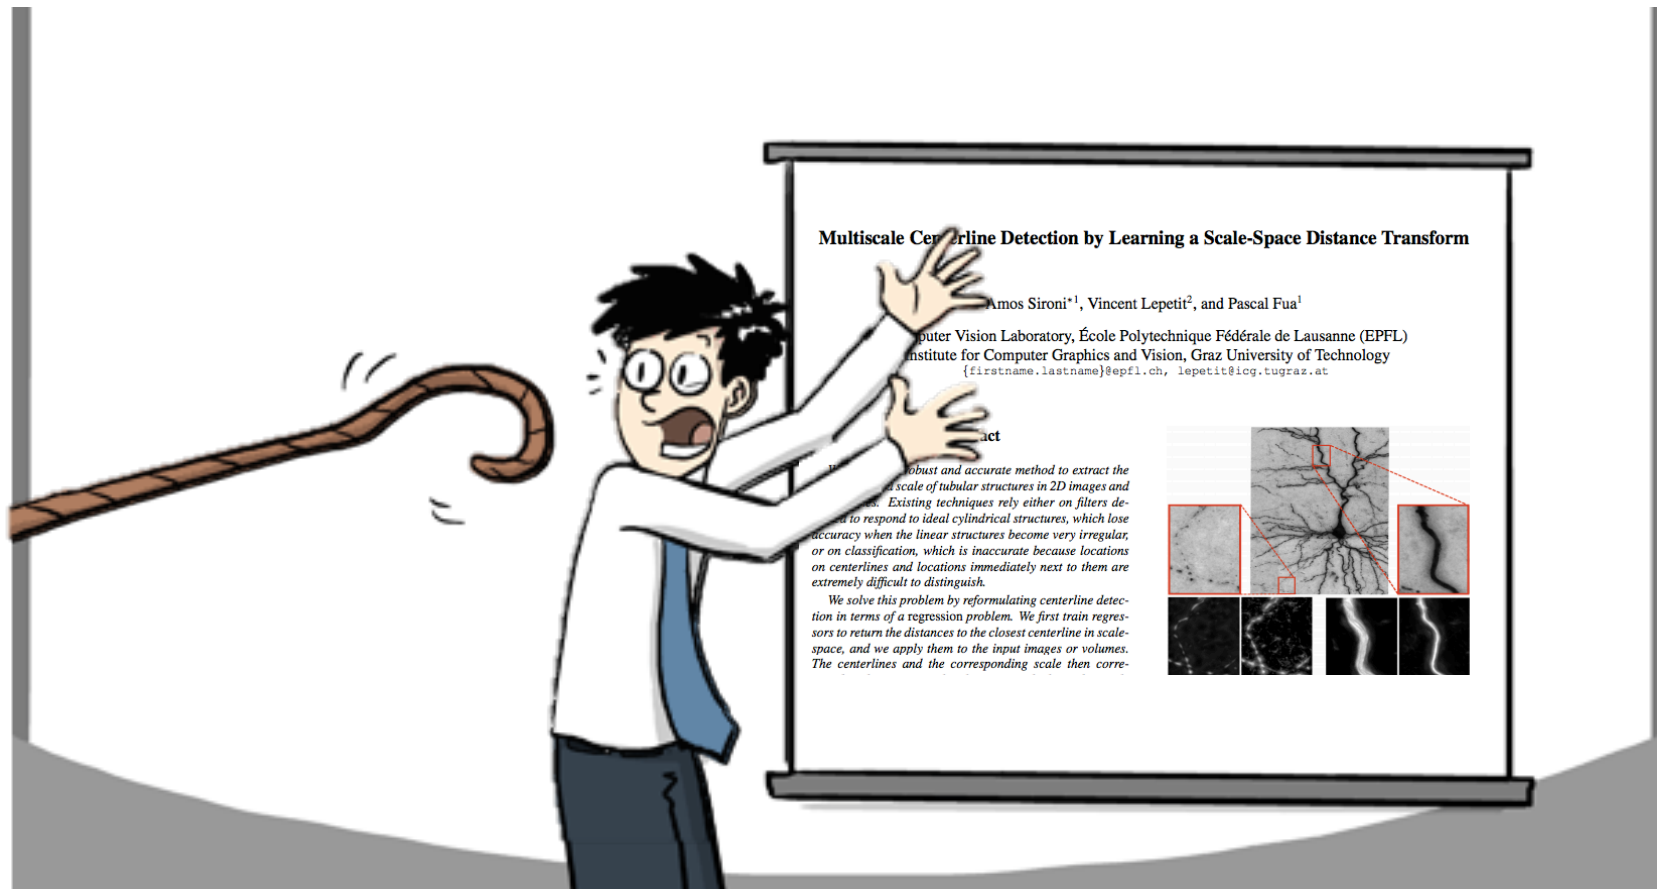 Multiscale Centerline Detection by Learning a Scale-Space Distance Transform
Amos Sironi*1, Vincent Lepetit2, and Pascal Fua1
puter Vision Laboratory, École Polytechnique Fédérale de Lausanne (EPFL)
nstitute for Computer Graphics and Vision, Graz University of Technology
{firstname.lastname}@epfl.ch, lepetit@icg.tugraz.at
act
obust and accurate method to extract the
scale of tubular structures in 2D images and
Existing techniques rely either on filters de-
to respond to ideal cylindrical structures, which lose
accuracy when the linear structures become very irregular,
or on classification, which is inaccurate because locations
on centerlines and locations immediately next to them are
extremely difficult to distinguish.
We solve this problem by reformulating centerline detec-
tion in terms of a regression problem. We first train regres-
sors to return the distances to the closest centerline in scale-
space, and we apply them to the input images or volumes.
The centerlines and the corresponding scale then corre-